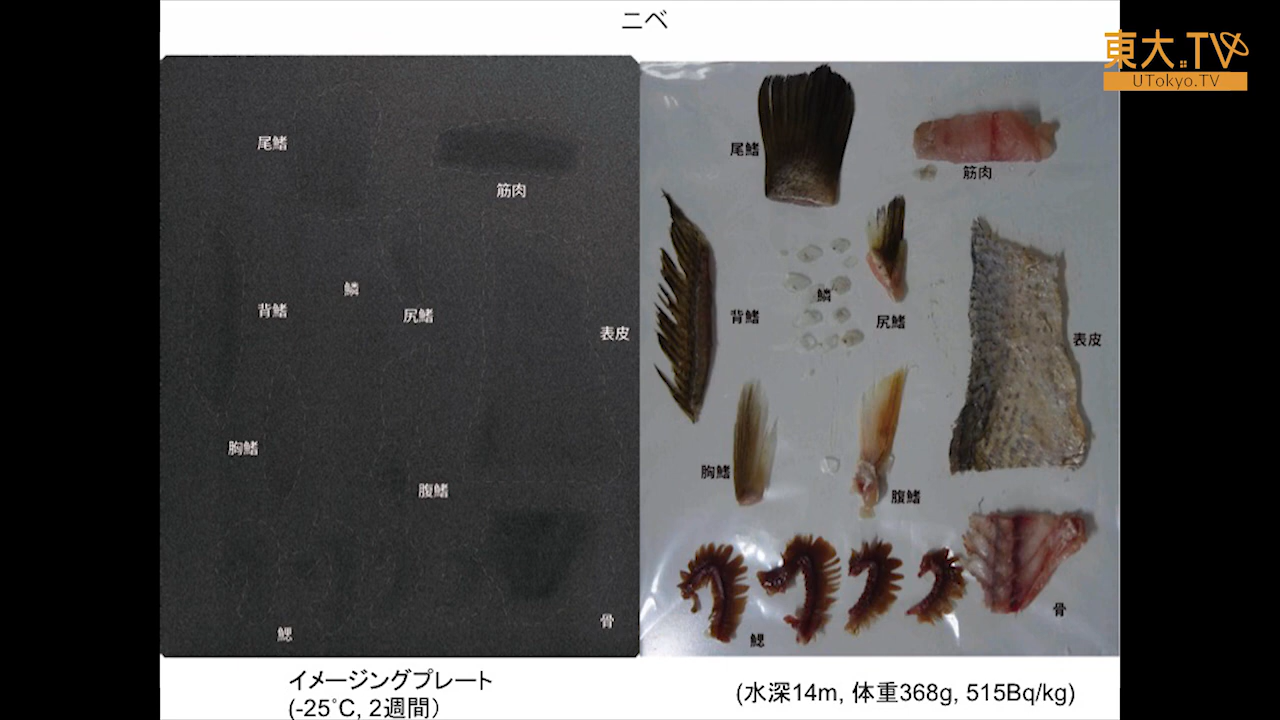 ニベ
東大.TV
UTokyo.TV
尾鰭
筋肉
鱗
背鰭
尻鰭
表皮
胸鰭
腹鰭
骨
鰓
尾鰭
筋肉
鱗
背鰭
尻鰭
表皮
胸鰭
腹鰭
骨
鰓
イメージングプレート
(-25˚C, 2週間）
(水深14m, 体重368g, 515Bq/kg)